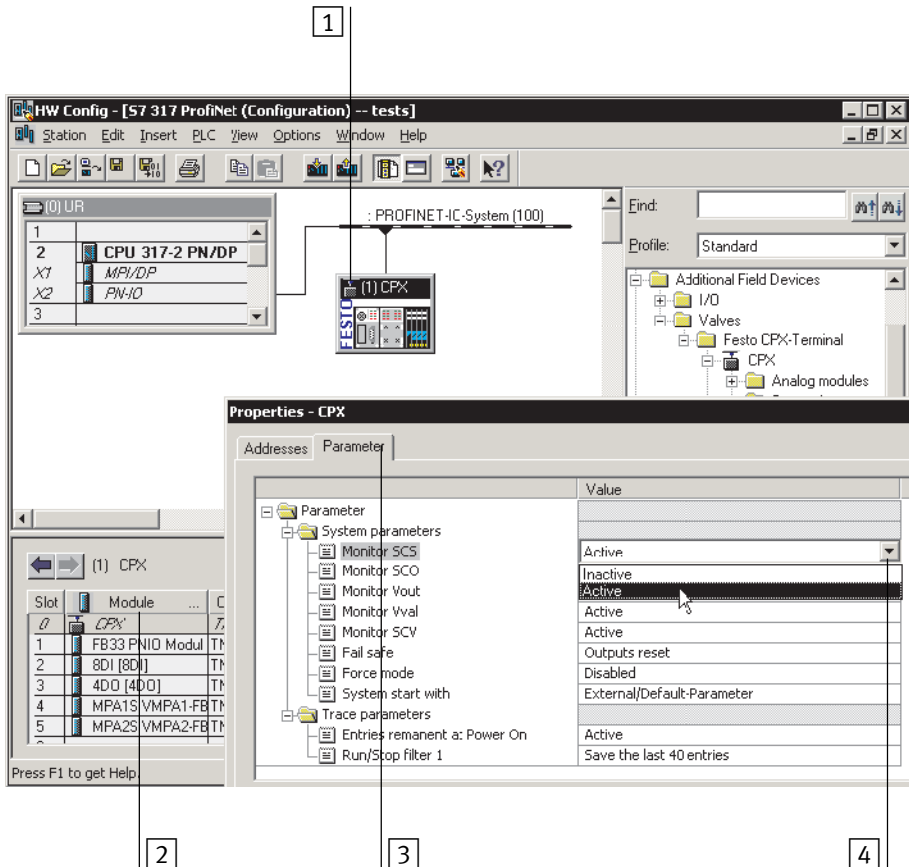 1
HW Config - [S7 317 ProfiNet (Configuration) -- tests]
Station Edit Insert PLC View Options Window Help
(0) UR
1
2 CPU 317-2 PN/DP
X1 MPI/DP
X2 PN-IO
3
: PROFINET-IC-System (100)
(1) CPX
FESTO
Find:
Profile: Standard
Additional Field Devices
I/O
Valves
Festo CPX-Terminal
CPX
Analog modules
Properties - CPX
Addresses Parameter
Value
Parameter
System parameters
Monitor SCS Active
Inactive
Monitor SCO Active
Monitor Vout
Monitor Vval Active
Monitor SCV Active
Fail safe Outputs reset
Force mode Disabled
System start with External/Default-Parameter
Trace parameters
Entries remanent a: Power On Active
Run/Stop filter 1 Save the last 40 entries
(1) CPX
Slot Module ...
0 CPX
1 FB33 PNIO Modul
2 8DI [8DI]
3 4DO [4DO]
4 MPA1S VMPA1-FB
5 MPA2S VMPA2-FB
Press F1 to get Help.
2
3
4